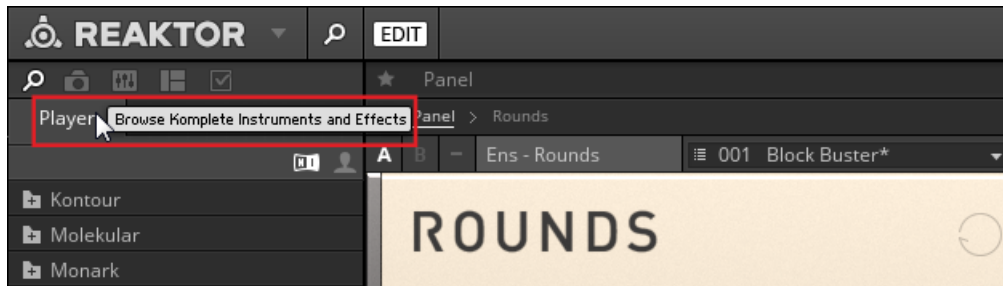 REAKTOR EDIT
Panel
Player Browse Komplete Instruments and Effects Panel > Rounds
A B - Ens - Rounds 001 Block Buster*
Kontour
Molekular
Monark
ROUNDS